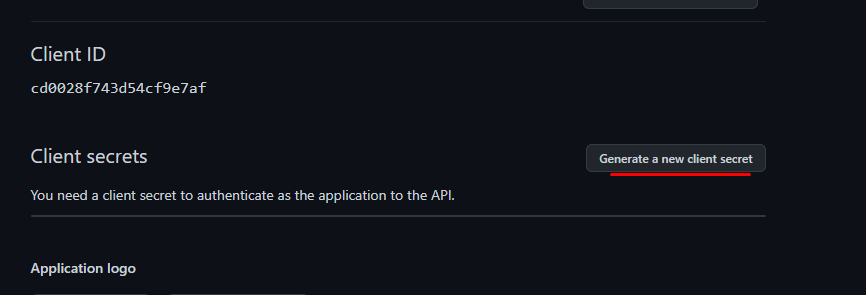 Client ID
cd0028f743d54cf9e7af
Client secrets
Generate a new client secret
You need a client secret to authenticate as the application to the API.
Application logo